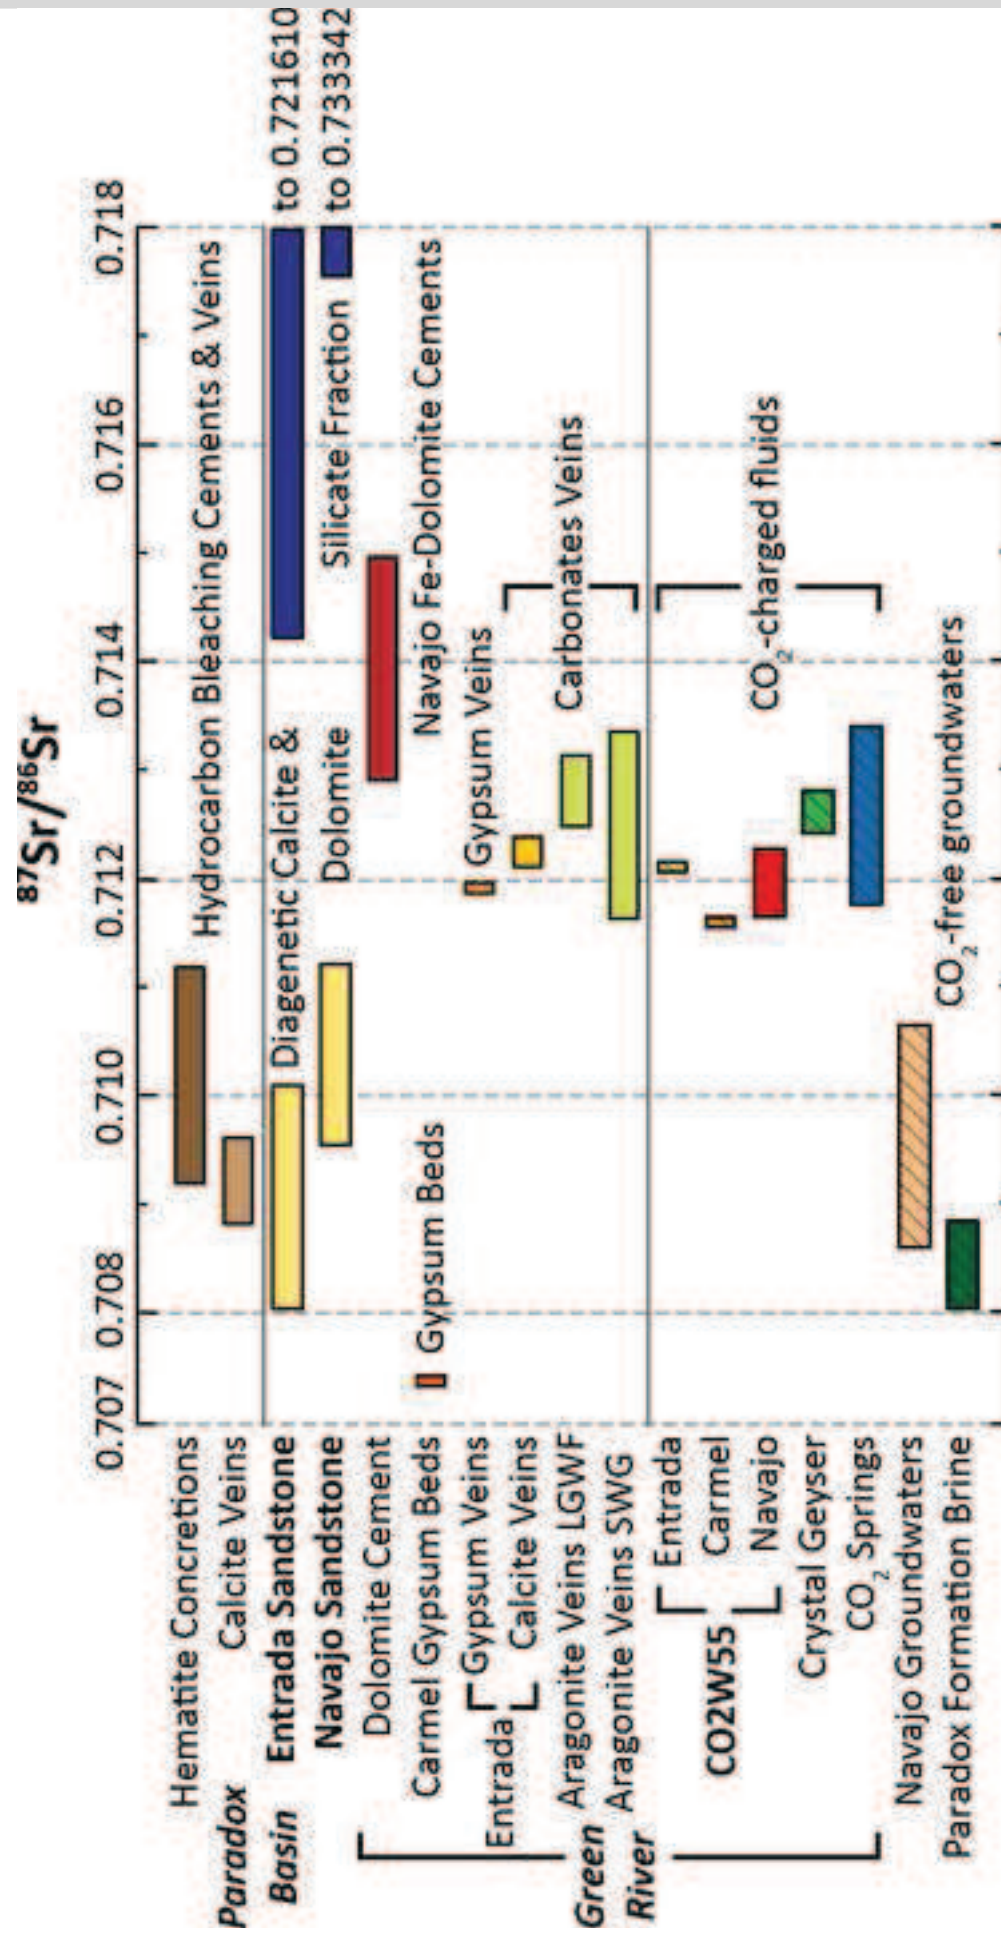 ⁸⁷Sr/⁸⁶Sr
0.707
0.708
0.710
0.712
0.714
0.716
0.718
Hematite Concretions
Hydrocarbon Bleaching Cements & Veins
Paradox
Calcite Veins
Basin
Entrada Sandstone
Diagenetic Calcite &
to 0.721610
Navajo Sandstone
Dolomite
Silicate Fraction
to 0.733342
Dolomite Cement
Navajo Fe-Dolomite Cements
Carmel Gypsum Beds
Gypsum Beds
Entrada
Gypsum Veins
Gypsum Veins
Calcite Veins
Green
Aragonite Veins LGWF
Carbonates Veins
River
Aragonite Veins SWG
CO2W55
Entrada
Carmel
Navajo
CO₂-charged fluids
Crystal Geyser
CO₂ Springs
Navajo Groundwaters
CO₂-free groundwaters
Paradox Formation Brine